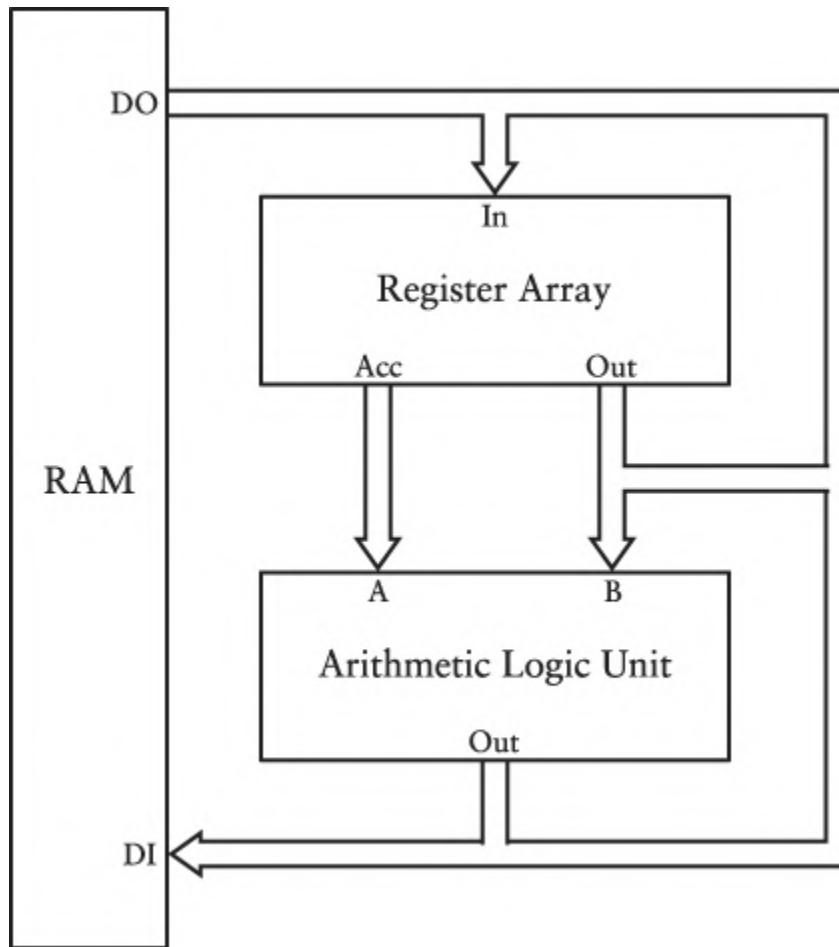 DO
In
Register Array
Acc Out
RAM
A B
Arithmetic Logic Unit
Out
DI